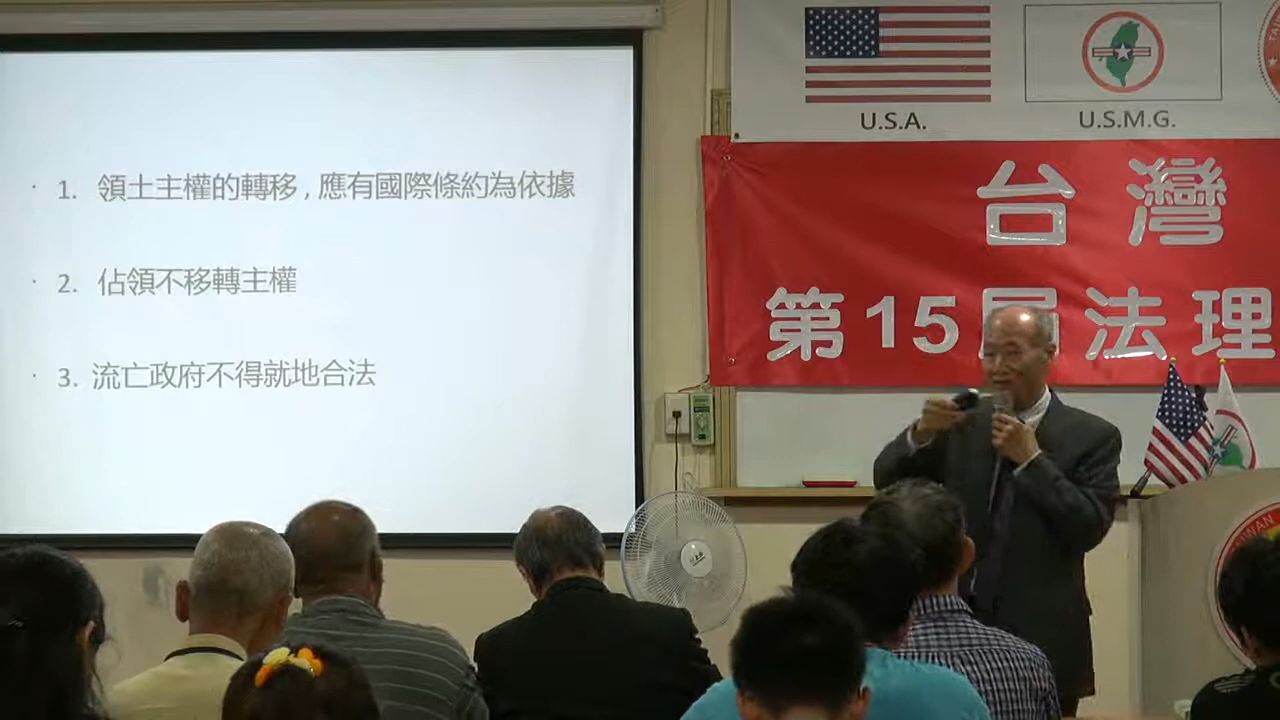 · 1. 領土主權的轉移 , 應有國際條約為依據
· 2. 佔領不移轉主權
· 3. 流亡政府不得就地合法
U.S.A.
U.S.M.G.
台灣
第15屆法理